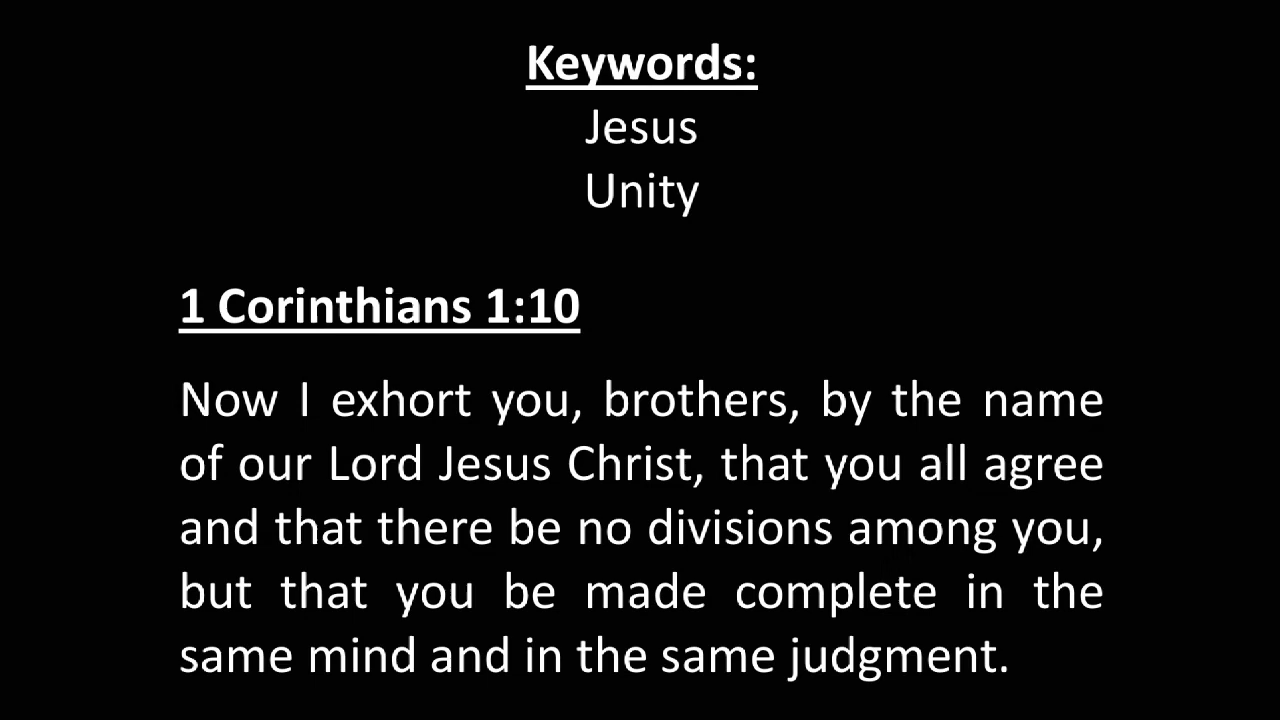 Keywords:
Jesus
Unity
1 Corinthians 1:10
Now I exhort you, brothers, by the name
of our Lord Jesus Christ, that you all agree
and that there be no divisions among you,
but that you be made complete in the
same mind and in the same judgment.